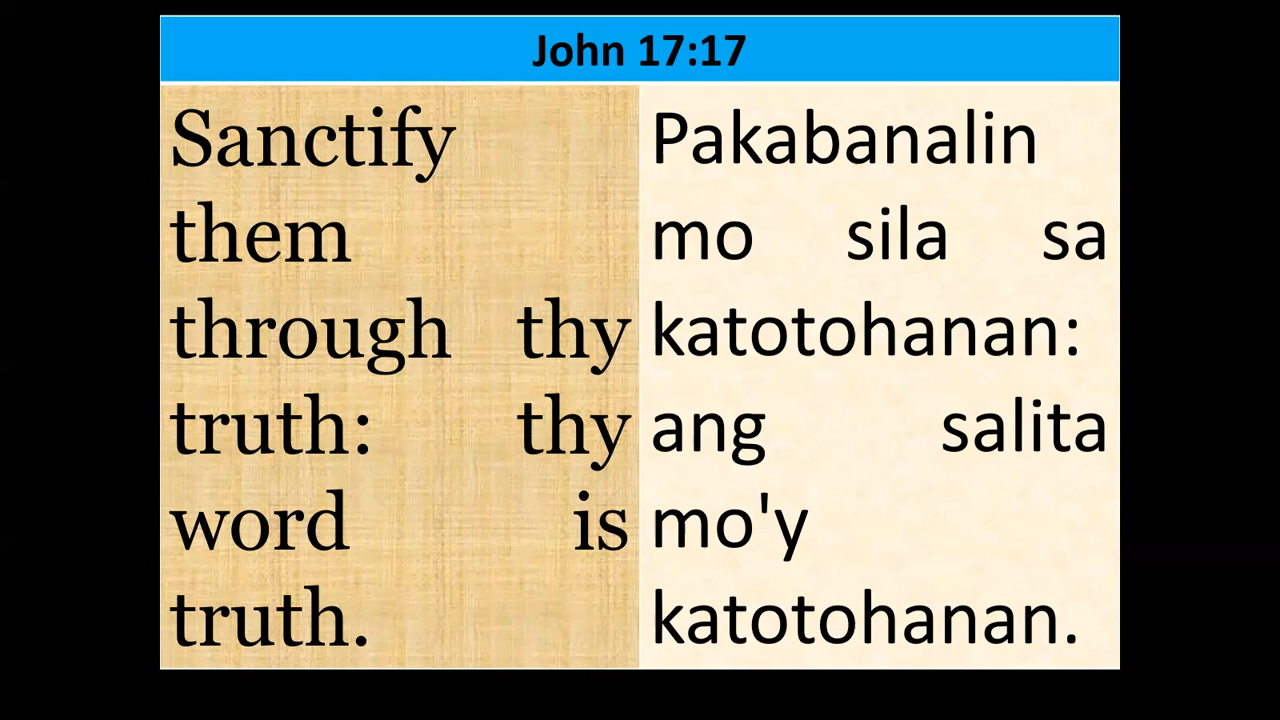 John 17:17
Sanctify
them
through thy
truth: thy
word is
truth.
Pakabanalin
mo sila sa
katotohanan:
ang salita
mo'y
katotohanan.